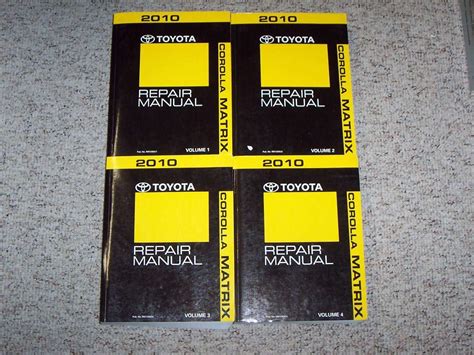 2010
TOYOTA
REPAIR
MANUAL
VOLUME 1
COROLLA MATRIX
2010
TOYOTA
REPAIR
MANUAL
VOLUME 2
COROLLA MATRIX
2010
TOYOTA
REPAIR
MANUAL
VOLUME 3
COROLLA MATRIX
2010
TOYOTA
REPAIR
MANUAL
VOLUME 4
COROLLA MATRIX